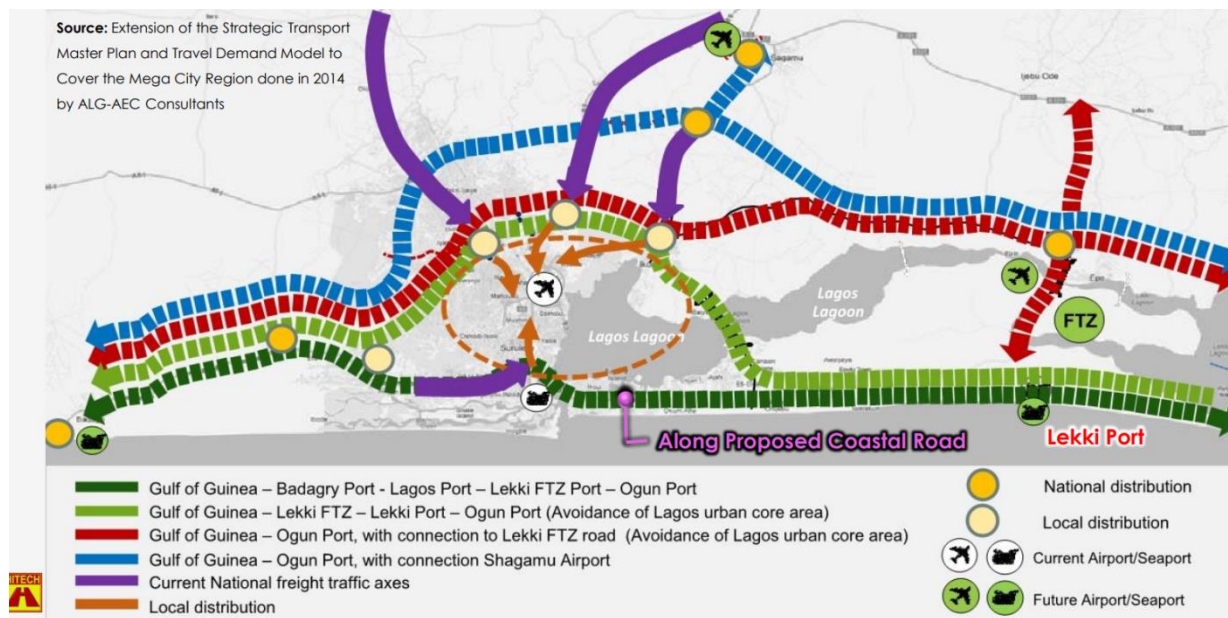 Source: Extension of the Strategic Transport
Master Plan and Travel Demand Model to
Cover the Mega City Region done in 2014
by ALG-AEC Consultants
Sagamu
Ijebu Ode
Lagos
Lagoon
Lagos Lagoon
Epe
FTZ
Surulere
Along Proposed Coastal Road
Lekki Port
Gulf of Guinea – Badagry Port - Lagos Port – Lekki FTZ Port – Ogun Port
Gulf of Guinea – Lekki FTZ – Lekki Port – Ogun Port (Avoidance of Lagos urban core area)
Gulf of Guinea – Ogun Port, with connection to Lekki FTZ road (Avoidance of Lagos urban core area)
Gulf of Guinea – Ogun Port, with connection Shagamu Airport
Current National freight traffic axes
Local distribution
National distribution
Local distribution
Current Airport/Seaport
Future Airport/Seaport
HITECH